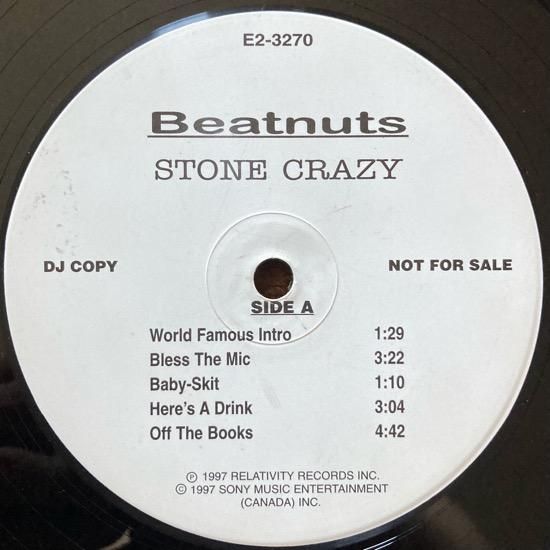 E2-3270
Beatnuts
STONE CRAZY
DJ COPY
NOT FOR SALE
SIDE A
World Famous Intro 1:29
Bless The Mic 3:22
Baby-Skit 1:10
Here's A Drink 3:04
Off The Books 4:42
℗ 1997 RELATIVITY RECORDS INC.
© 1997 SONY MUSIC ENTERTAINMENT
(CANADA) INC.